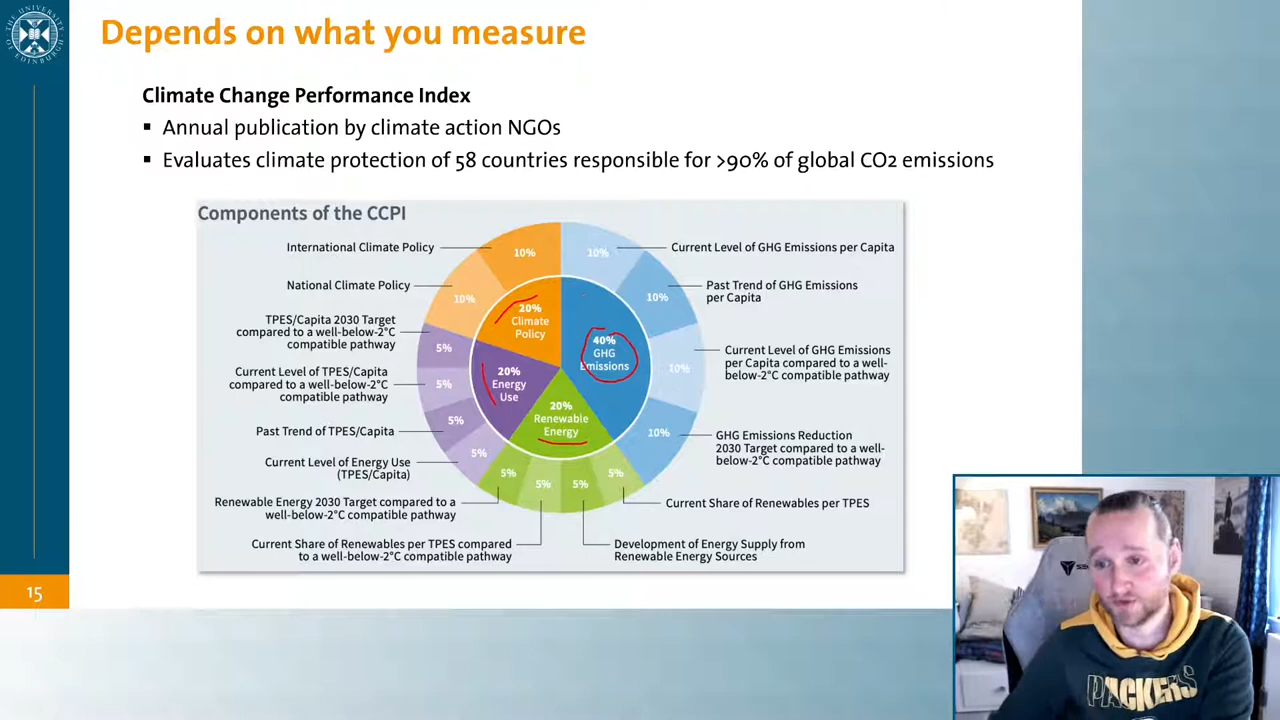 THE UNIVERSITY OF EDINBURGH
Depends on what you measure
Climate Change Performance Index
▪ Annual publication by climate action NGOs
▪ Evaluates climate protection of 58 countries responsible for >90% of global CO2 emissions
Components of the CCPI
International Climate Policy
National Climate Policy
TPES/Capita 2030 Target
compared to a well-below-2°C
compatible pathway
Current Level of TPES/Capita
compared to a well-below-2°C
compatible pathway
Past Trend of TPES/Capita
Current Level of Energy Use
(TPES/Capita)
Renewable Energy 2030 Target compared to a
well-below-2°C compatible pathway
Current Share of Renewables per TPES compared
to a well-below-2°C compatible pathway
10%
10%
5%
5%
5%
5%
5%
5%
5%
5%
10%
10%
10%
10%
20%
Climate
Policy
40%
GHG
Emissions
20%
Energy
Use
20%
Renewable
Energy
Current Level of GHG Emissions per Capita
Past Trend of GHG Emissions
per Capita
Current Level of GHG Emissions
per Capita compared to a well-
below-2°C compatible pathway
GHG Emissions Reduction
2030 Target compared to a well-
below-2°C compatible pathway
Current Share of Renewables per TPES
Development of Energy Supply from
Renewable Energy Sources
15
PACKERS